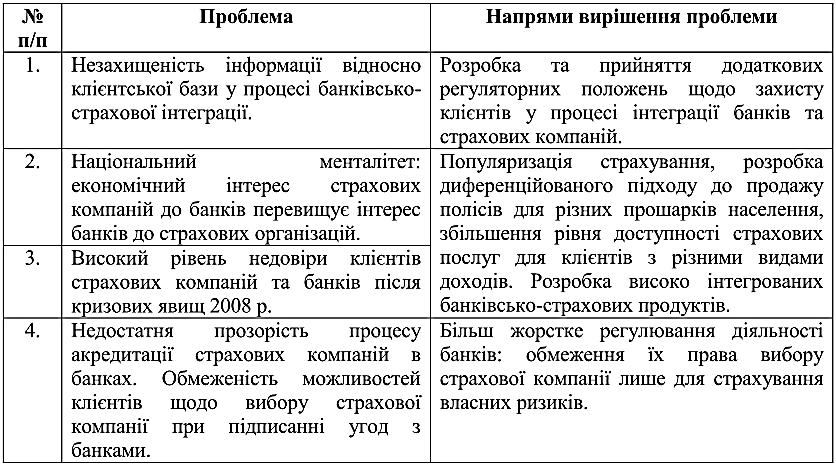 № п/п
Проблема
Напрями вирішення проблеми
1.
Незахищеність інформації відносно
клієнтської бази у процесі банківсько-
страхової інтеграції.
Розробка та прийняття додаткових
регуляторних положень щодо захисту
клієнтів у процесі інтеграції банків та
страхових компаній.
2.
Національний менталітет:
економічний інтерес страхових
компаній до банків перевищує інтерес
банків до страхових організацій.
Популяризація страхування, розробка
диференційованого підходу до продажу
полісів для різних прошарків населення,
збільшення рівня доступності страхових
послуг для клієнтів з різними видами
доходів. Розробка високо інтегрованих
банківсько-страхових продуктів.
3.
Високий рівень недовіри клієнтів
страхових компаній та банків після
кризових явищ 2008 р.
4.
Недостатня прозорість процесу
акредитації страхових компаній в
банках. Обмеженість можливостей
клієнтів щодо вибору страхової
компанії при підписанні угод з
банками.
Більш жорстке регулювання діяльності
банків: обмеження їх права вибору
страхової компанії лише для страхування
власних ризиків.